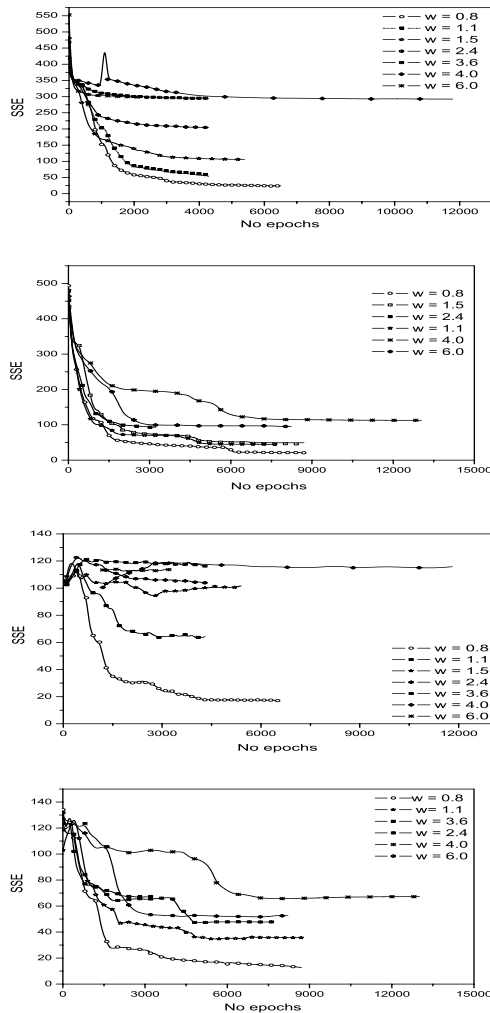 550
500
450
400
350
300
250
200
150
100
50
0
SSE
0 2000 4000 6000 8000 10000 12000
No epochs
w = 0.8
w = 1.1
w = 1.5
w = 2.4
w = 3.6
w = 4.0
w = 6.0
500
400
300
200
100
0
SSE
0 3000 6000 9000 12000 15000
No epochs
w = 0.8
w = 1.5
w = 2.4
w = 1.1
w = 4.0
w = 6.0
140
120
100
80
60
40
20
0
SSE
0 3000 6000 9000 12000
No epochs
w = 0.8
w = 1.1
w = 1.5
w = 2.4
w = 3.6
w = 4.0
w = 6.0
140
120
100
80
60
40
20
0
SSE
0 3000 6000 9000 12000 15000
No epochs
w = 0.8
w = 1.1
w = 3.6
w = 2.4
w = 4.0
w = 6.0